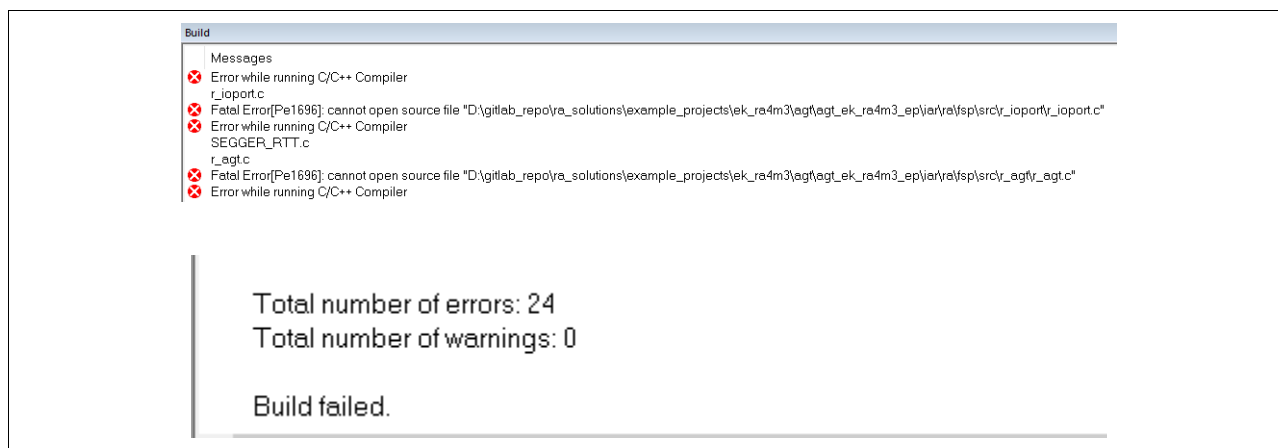 Build
Messages
Error while running C/C++ Compiler
r_ioport.c
Fatal Error[Pe1696]: cannot open source file "D:\gitlab_repo\ra_solutions\example_projects\ek_ra4m3\agt\agt_ek_ra4m3_ep\iar\ra\fsp\src\r_ioport\r_ioport.c"
Error while running C/C++ Compiler
SEGGER_RTT.c
r_agt.c
Fatal Error[Pe1696]: cannot open source file "D:\gitlab_repo\ra_solutions\example_projects\ek_ra4m3\agt\agt_ek_ra4m3_ep\iar\ra\fsp\src\r_agt\r_agt.c"
Error while running C/C++ Compiler
Total number of errors: 24
Total number of warnings: 0
Build failed.